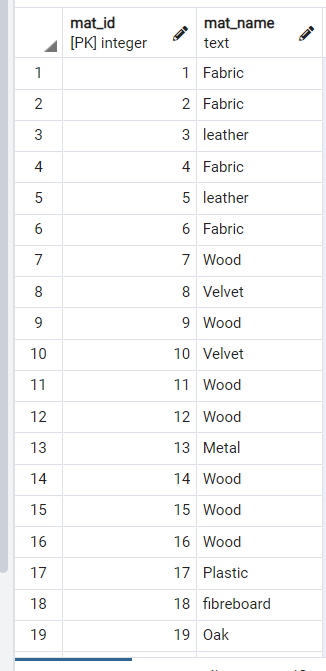 mat_id mat_name
[PK] integer text
1 1 Fabric
2 2 Fabric
3 3 leather
4 4 Fabric
5 5 leather
6 6 Fabric
7 7 Wood
8 8 Velvet
9 9 Wood
10 10 Velvet
11 11 Wood
12 12 Wood
13 13 Metal
14 14 Wood
15 15 Wood
16 16 Wood
17 17 Plastic
18 18 fibreboard
19 19 Oak